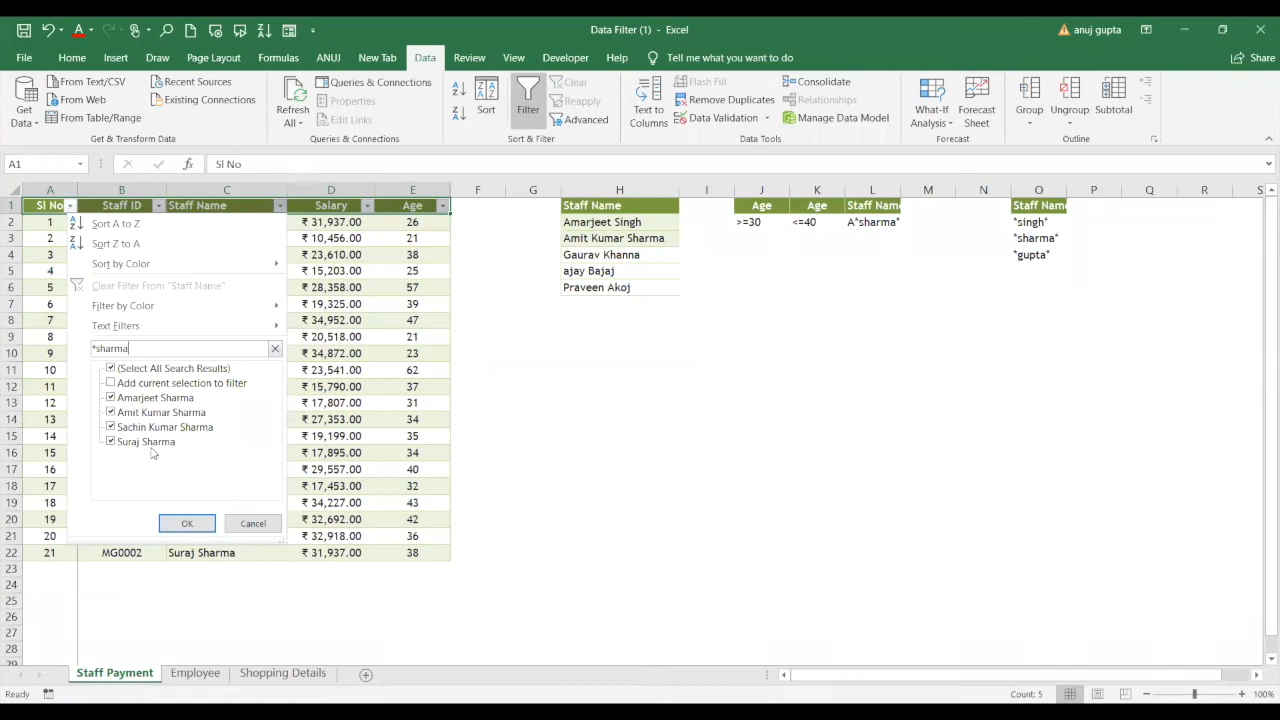 Data Filter (1) - Excel
anuj gupta
File Home Insert Draw Page Layout Formulas ANUJ New Tab Data Review View Developer Help Tell me what you want to do Share
Get Data
From Text/CSV
From Web
From Table/Range
Recent Sources
Existing Connections
Get & Transform Data
Refresh All
Queries & Connections
Properties
Edit Links
Queries & Connections
Sort
Filter
Clear
Reapply
Advanced
Sort & Filter
Text to Columns
Flash Fill
Remove Duplicates
Data Validation
Consolidate
Relationships
Manage Data Model
Data Tools
What-If Analysis
Forecast Sheet
Forecast
Group
Ungroup
Subtotal
Outline
A1 fx Sl No
A B C D E F G H I J K L M N O P Q R S
1 Sl No Staff ID Staff Name Salary Age Staff Name Age Age Staff Name Staff Name
2 1 ₹ 31,937.00 26 Amarjeet Singh >=30 <=40 A*sharma* *singh*
3 2 ₹ 10,456.00 21 Amit Kumar Sharma *sharma*
4 3 ₹ 23,610.00 38 Gaurav Khanna *gupta*
5 4 ₹ 15,203.00 25 ajay Bajaj
6 5 ₹ 28,358.00 57 Praveen Akoj
7 6 ₹ 19,325.00 39
8 7 ₹ 34,952.00 47
9 8 ₹ 20,518.00 21
10 9 ₹ 34,872.00 23
11 10 ₹ 23,541.00 62
12 11 ₹ 15,790.00 37
13 12 ₹ 17,807.00 31
14 13 ₹ 27,353.00 34
15 14 ₹ 19,199.00 35
16 15 ₹ 17,895.00 34
17 16 ₹ 29,557.00 40
18 17 ₹ 17,453.00 32
19 18 ₹ 34,227.00 43
20 19 ₹ 32,692.00 42
21 20 ₹ 32,918.00 36
22 21 MG0002 Suraj Sharma ₹ 31,937.00 38
23
24
25
26
27
28
29
Sort A to Z
Sort Z to A
Sort by Color
Clear Filter From "Staff Name"
Filter by Color
Text Filters
*sharma
(Select All Search Results)
Add current selection to filter
Amarjeet Sharma
Amit Kumar Sharma
Sachin Kumar Sharma
Suraj Sharma
OK Cancel
Staff Payment Employee Shopping Details
Ready Count: 5 100%